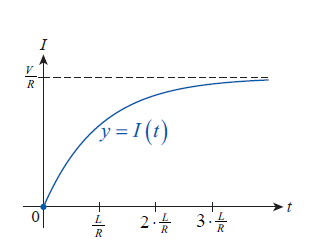 I
V/R
y = I(t)
t
0
L/R
2 · L/R
3 · L/R